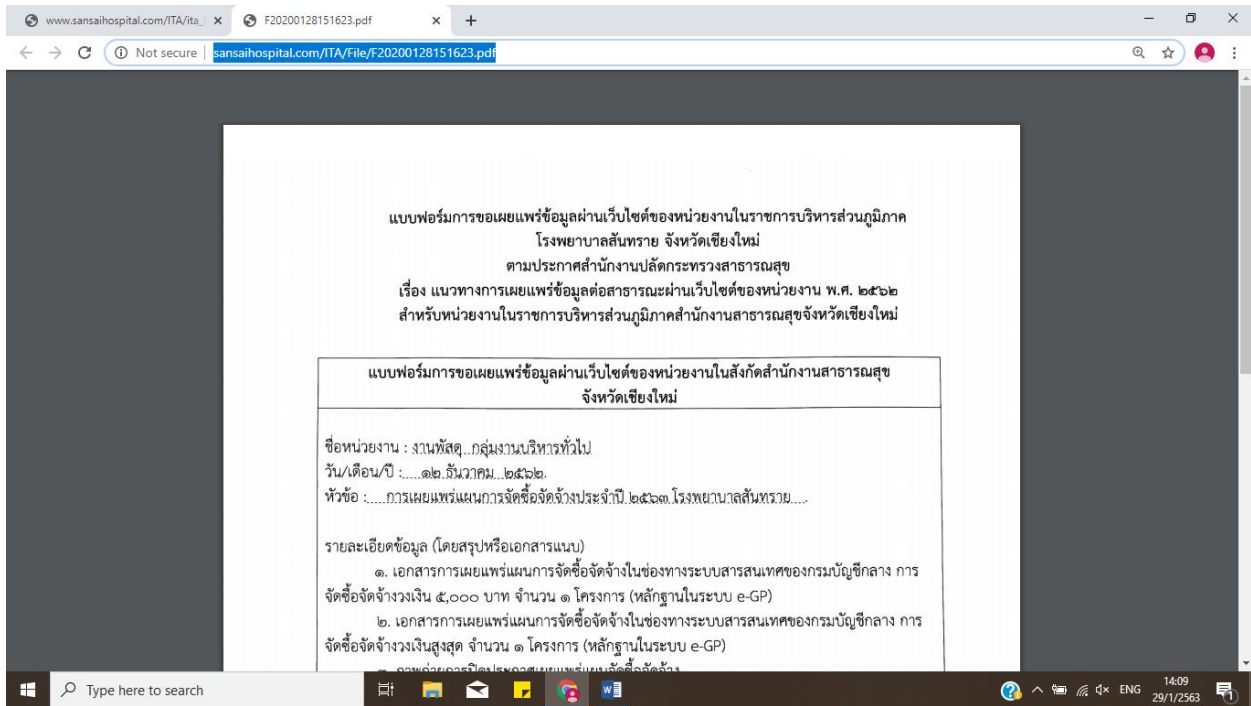 www.sansaihospital.com/ITA/ita_
F20200128151623.pdf
Not secure
sansaihospital.com/ITA/File/F20200128151623.pdf
แบบฟอร์มการขอเผยแพร่ข้อมูลผ่านเว็บไซต์ของหน่วยงานในราชการบริหารส่วนภูมิภาค
โรงพยาบาลสันทราย จังหวัดเชียงใหม่
ตามประกาศสำนักงานปลัดกระทรวงสาธารณสุข
เรื่อง แนวทางการเผยแพร่ข้อมูลต่อสาธารณะผ่านเว็บไซต์ของหน่วยงาน พ.ศ. ๒๕๖๒
สำหรับหน่วยงานในราชการบริหารส่วนภูมิภาคสำนักงานสาธารณสุขจังหวัดเชียงใหม่
แบบฟอร์มการขอเผยแพร่ข้อมูลผ่านเว็บไซต์ของหน่วยงานในสังกัดสำนักงานสาธารณสุข
จังหวัดเชียงใหม่
ชื่อหน่วยงาน : งานพัสดุ กลุ่มงานบริหารทั่วไป
วัน/เดือน/ปี :.....๑๒ ธันวาคม ๒๕๖๒.
หัวข้อ :.....การเผยแพร่แผนการจัดซื้อจัดจ้างประจำปี ๒๕๖๓ โรงพยาบาลสันทราย.....
รายละเอียดข้อมูล (โดยสรุปหรือเอกสารแนบ)
๑. เอกสารการเผยแพร่แผนการจัดซื้อจัดจ้างในช่องทางระบบสารสนเทศของกรมบัญชีกลาง การ
จัดซื้อจัดจ้างวงเงิน ๕,๐๐๐ บาท จำนวน ๑ โครงการ (หลักฐานในระบบ e-GP)
๒. เอกสารการเผยแพร่แผนการจัดซื้อจัดจ้างในช่องทางระบบสารสนเทศของกรมบัญชีกลาง การ
จัดซื้อจัดจ้างวงเงินสูงสุด จำนวน ๑ โครงการ (หลักฐานในระบบ e-GP)
๓. ภาพถ่ายการปิดประกาศเผยแพร่แผนจัดซื้อจัดจ้าง
Type here to search
ENG
14:09
29/1/2563